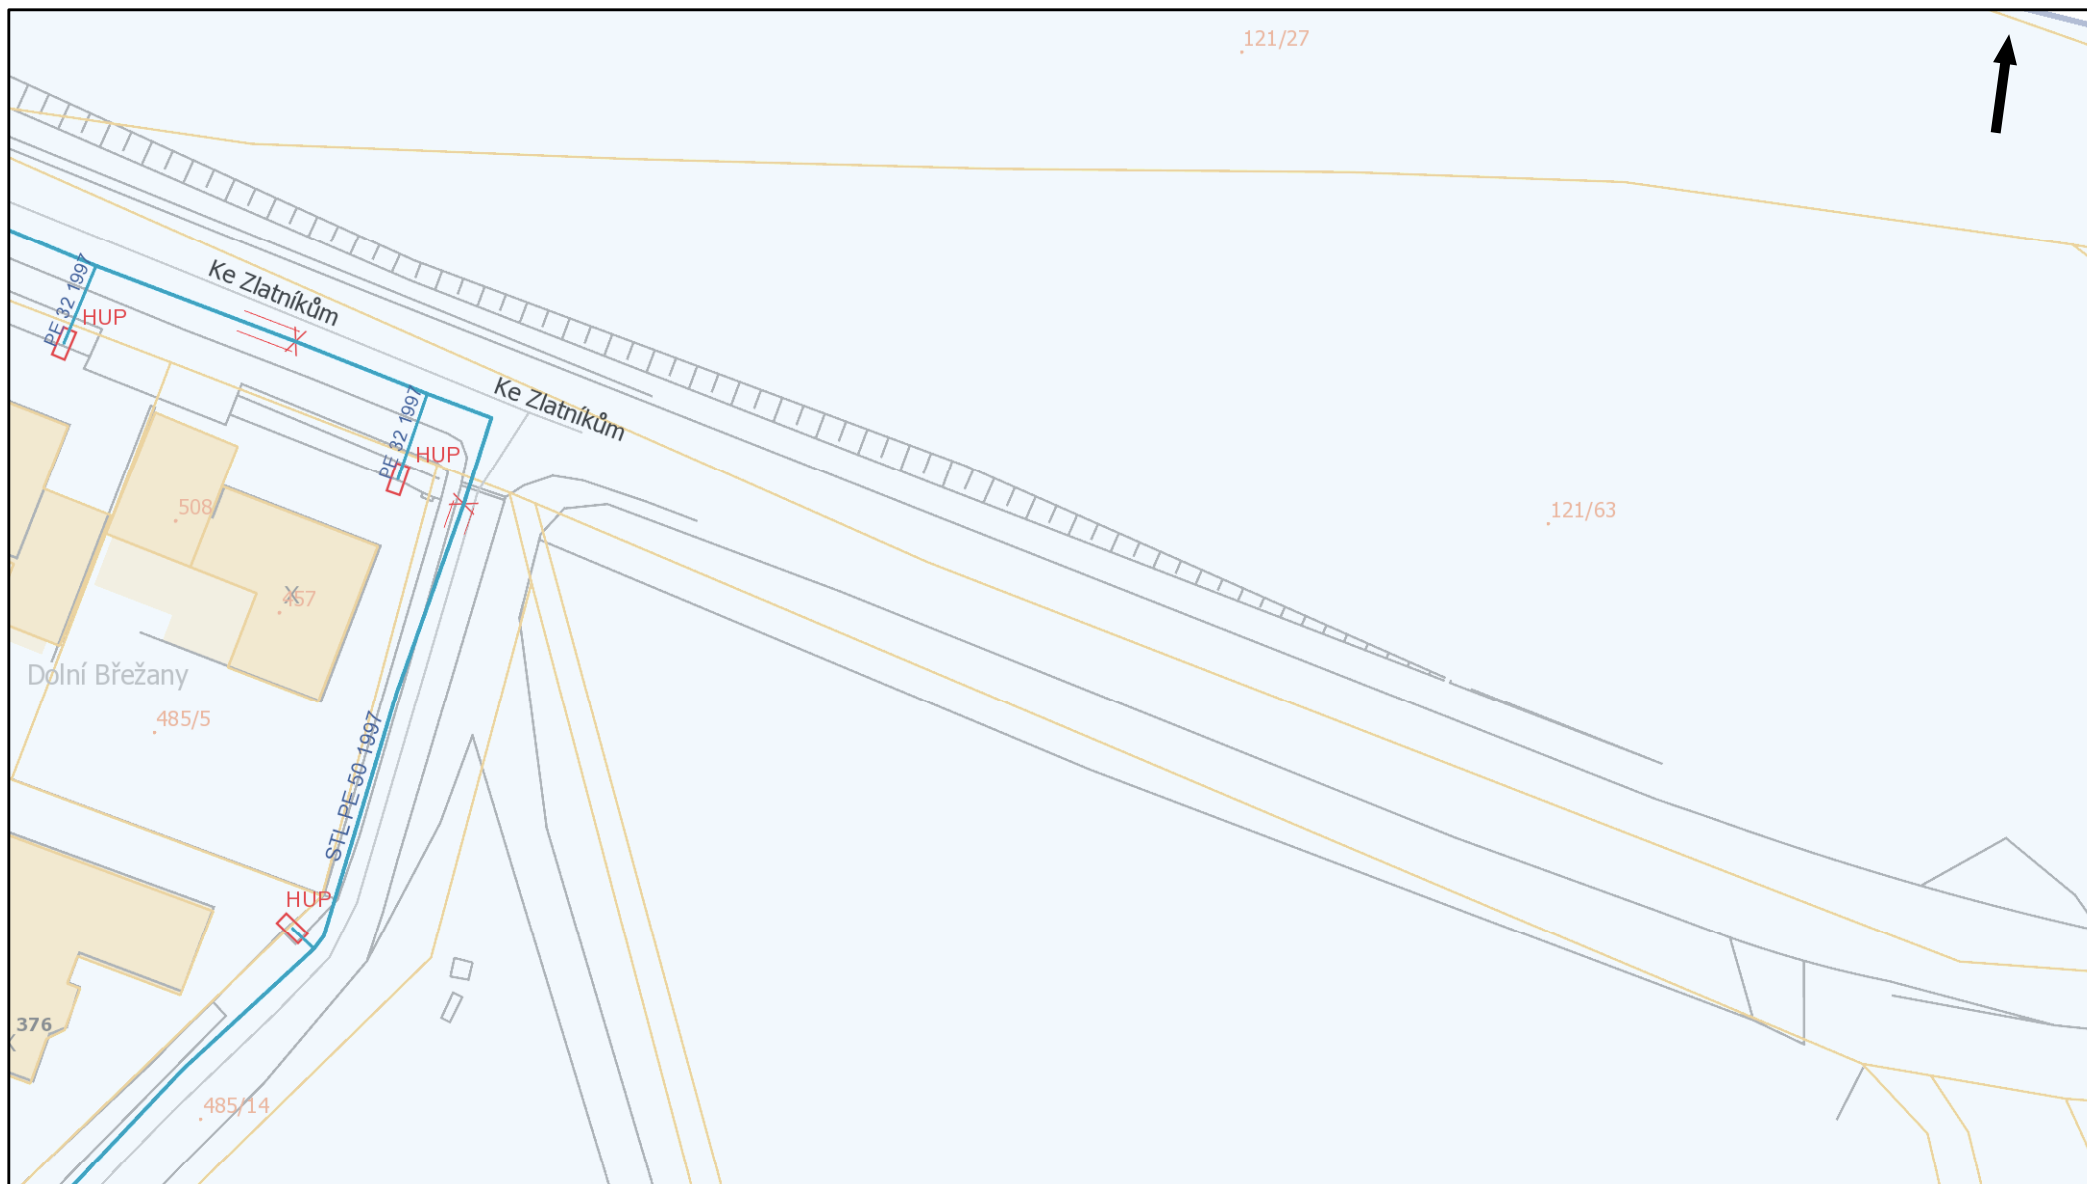 121/27
PE 32 1997
HUP
Ke Zlatníkům
Ke Zlatníkům
PE 32 1997
HUP
508
121/63
X
457
Dolní Břežany
485/5
STL PE 50 1997
HUP
376
485/14